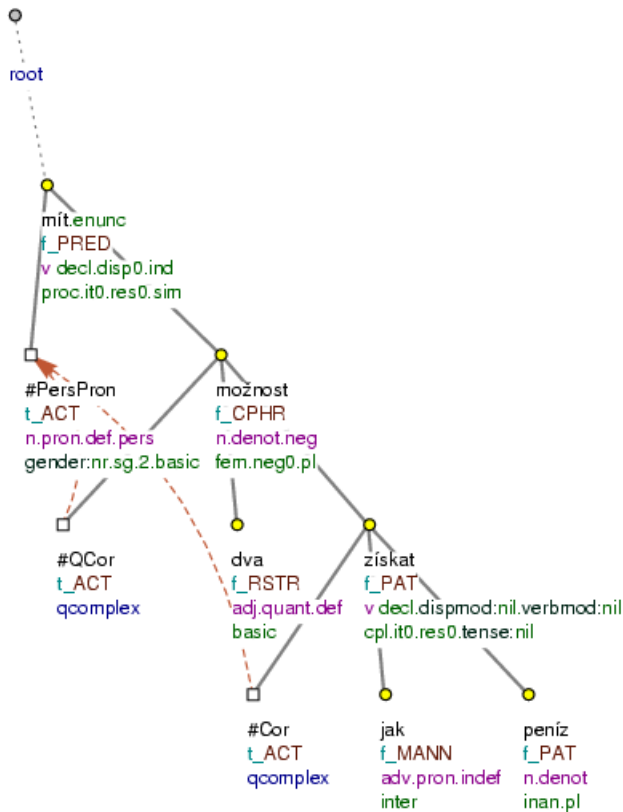 root
mít.enunc
f_PRED
v decl.disp0.ind
proc.it0.res0.sim
#PersPron
t_ACT
n.pron.def.pers
gender:nr.sg.2.basic
možnost
f_CPHR
n.denot.neg
fem.neg0.pl
#QCor
t_ACT
qcomplex
dva
f_RSTR
adj.quant.def
basic
získat
f_PAT
v decl.dispmod:nil.verbmod:nil
cpl.it0.res0.tense:nil
#Cor
t_ACT
qcomplex
jak
f_MANN
adv.pron.indef
inter
peníz
f_PAT
n.denot
inan.pl